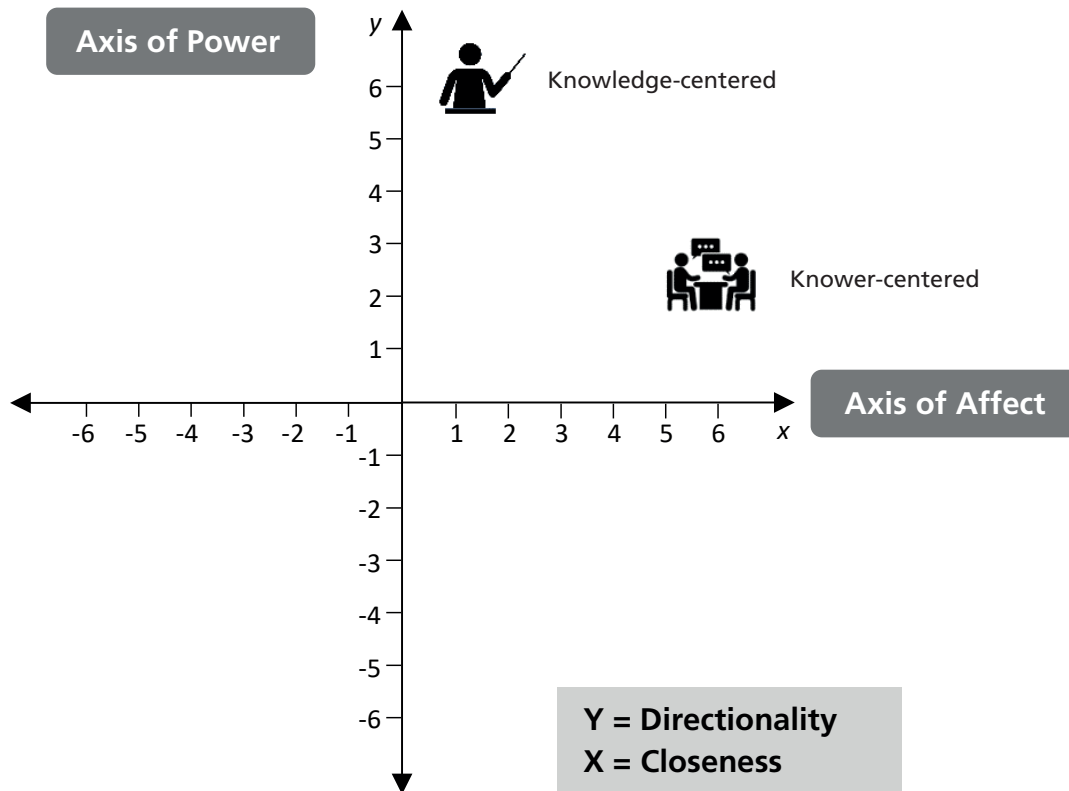 Axis of Power
y
6
Knowledge-centered
5
4
3
2
Knower-centered
1
Axis of Affect
-6 -5 -4 -3 -2 -1 1 2 3 4 5 6 x
-1
-2
-3
-4
-5
-6
Y = Directionality
X = Closeness